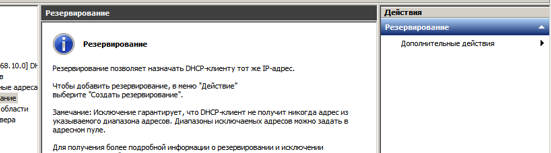 Резервирование
Действия
Резервирование
Дополнительные действия
68.10.0] DH
в
ные адреса
ание
области
вера
Резервирование
Резервирование позволяет назначать DHCP-клиенту тот же IP-адрес.
Чтобы добавить резервирование, в меню "Действие"
выберите "Создать резервирование".
Замечание: Исключение гарантирует, что DHCP-клиент не получит никогда адрес из
указываемого диапазона адресов. Диапазоны исключаемых адресов можно задать в
адресном пуле.
Для получения более подробной информации о резервировании и исключении